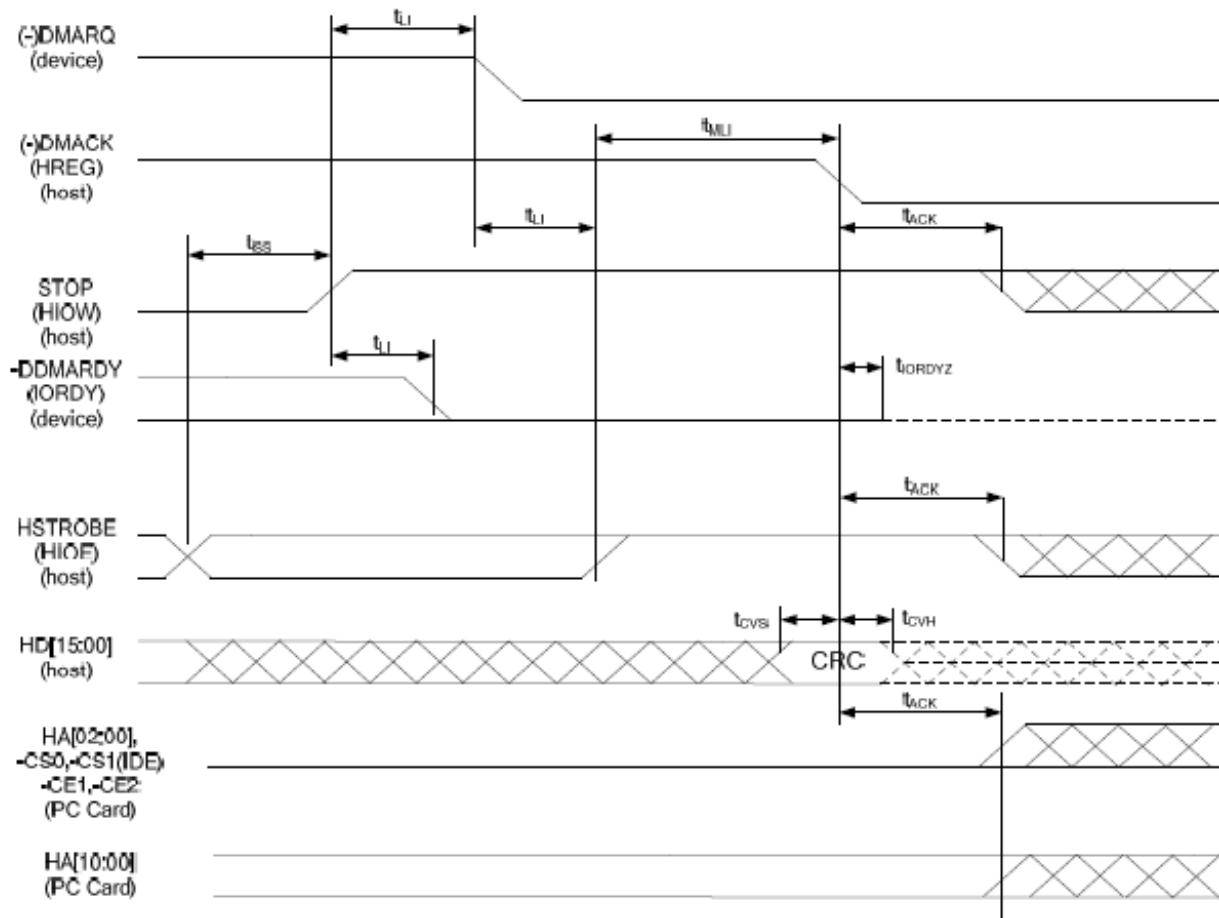 tLI
(-)DMARQ
(device)
tMLI
(-)DMACK
(HREG)
(host)
tLI
tACK
tSS
STOP
(HIOW)
(host)
tLI
-DDMARDY
(IORDY)
(device)
tIORDYZ
tACK
HSTROBE
(HIOE)
(host)
tCVS
tCVH
HD[15:00]
(host)
CRC
tACK
HA[02:00],
-CS0,-CS1(IDE)
-CE1,-CE2
(PC Card)
HA[10:00]
(PC Card)